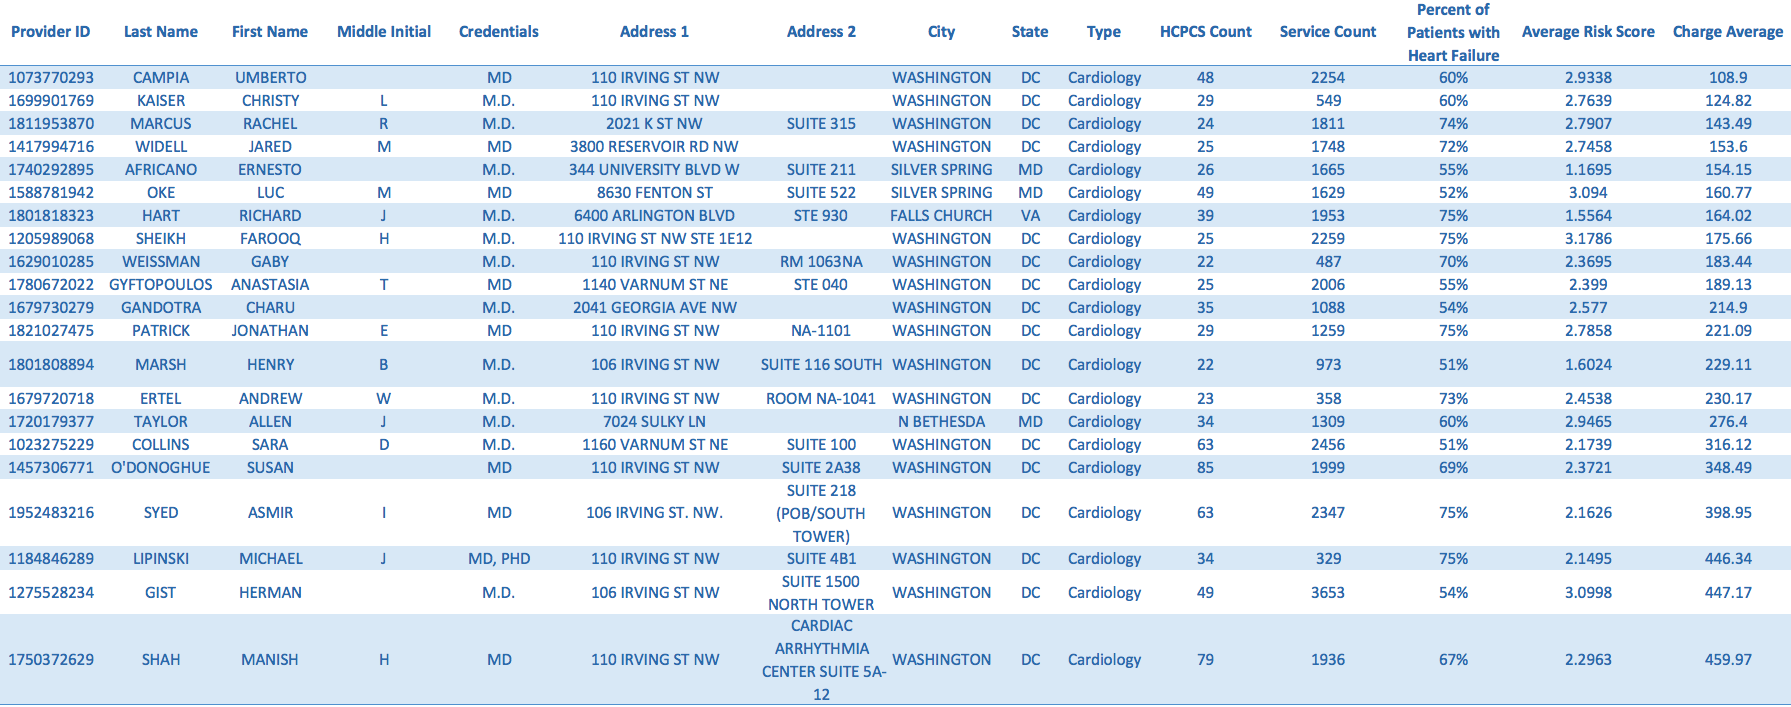 Provider ID Last Name First Name Middle Initial Credentials Address 1 Address 2 City State Type HCPCS Count Service Count Percent of Patients with Heart Failure Average Risk Score Charge Average
1073770293 CAMPIA UMBERTO MD 110 IRVING ST NW WASHINGTON DC Cardiology 48 2254 60% 2.9338 108.9
1699901769 KAISER CHRISTY L M.D. 110 IRVING ST NW WASHINGTON DC Cardiology 29 549 60% 2.7639 124.82
1811953870 MARCUS RACHEL R M.D. 2021 K ST NW SUITE 315 WASHINGTON DC Cardiology 24 1811 74% 2.7907 143.49
1417994716 WIDELL JARED M MD 3800 RESERVOIR RD NW WASHINGTON DC Cardiology 25 1748 72% 2.7458 153.6
1740292895 AFRICANO ERNESTO M.D. 344 UNIVERSITY BLVD W SUITE 211 SILVER SPRING MD Cardiology 26 1665 55% 1.1695 154.15
1588781942 OKE LUC M MD 8630 FENTON ST SUITE 522 SILVER SPRING MD Cardiology 49 1629 52% 3.094 160.77
1801818323 HART RICHARD J M.D. 6400 ARLINGTON BLVD STE 930 FALLS CHURCH VA Cardiology 39 1953 75% 1.5564 164.02
1205989068 SHEIKH FAROOQ H M.D. 110 IRVING ST NW STE 1E12 WASHINGTON DC Cardiology 25 2259 75% 3.1786 175.66
1629010285 WEISSMAN GABY M.D. 110 IRVING ST NW RM 1063NA WASHINGTON DC Cardiology 22 487 70% 2.3695 183.44
1780672022 GYFTOPOULOS ANASTASIA T MD 1140 VARNUM ST NE STE 040 WASHINGTON DC Cardiology 25 2006 55% 2.399 189.13
1679730279 GANDOTRA CHARU M.D. 2041 GEORGIA AVE NW WASHINGTON DC Cardiology 35 1088 54% 2.577 214.9
1821027475 PATRICK JONATHAN E MD 110 IRVING ST NW NA-1101 WASHINGTON DC Cardiology 29 1259 75% 2.7858 221.09
1801808894 MARSH HENRY B M.D. 106 IRVING ST NW SUITE 116 SOUTH WASHINGTON DC Cardiology 22 973 51% 1.6024 229.11
1679720718 ERTEL ANDREW W M.D. 110 IRVING ST NW ROOM NA-1041 WASHINGTON DC Cardiology 23 358 73% 2.4538 230.17
1720179377 TAYLOR ALLEN J M.D. 7024 SULKY LN N BETHESDA MD Cardiology 34 1309 60% 2.9465 276.4
1023275229 COLLINS SARA D M.D. 1160 VARNUM ST NE SUITE 100 WASHINGTON DC Cardiology 63 2456 51% 2.1739 316.12
1457306771 O'DONOGHUE SUSAN MD 110 IRVING ST NW SUITE 2A38 WASHINGTON DC Cardiology 85 1999 69% 2.3721 348.49
1952483216 SYED ASMIR I MD 106 IRVING ST. NW. SUITE 218 (POB/SOUTH TOWER) WASHINGTON DC Cardiology 63 2347 75% 2.1626 398.95
1184846289 LIPINSKI MICHAEL J MD, PHD 110 IRVING ST NW SUITE 4B1 WASHINGTON DC Cardiology 34 329 75% 2.1495 446.34
1275528234 GIST HERMAN M.D. 106 IRVING ST NW SUITE 1500 NORTH TOWER WASHINGTON DC Cardiology 49 3653 54% 3.0998 447.17
1750372629 SHAH MANISH H MD 110 IRVING ST NW CARDIAC ARRHYTHMIA CENTER SUITE 5A-12 WASHINGTON DC Cardiology 79 1936 67% 2.2963 459.97